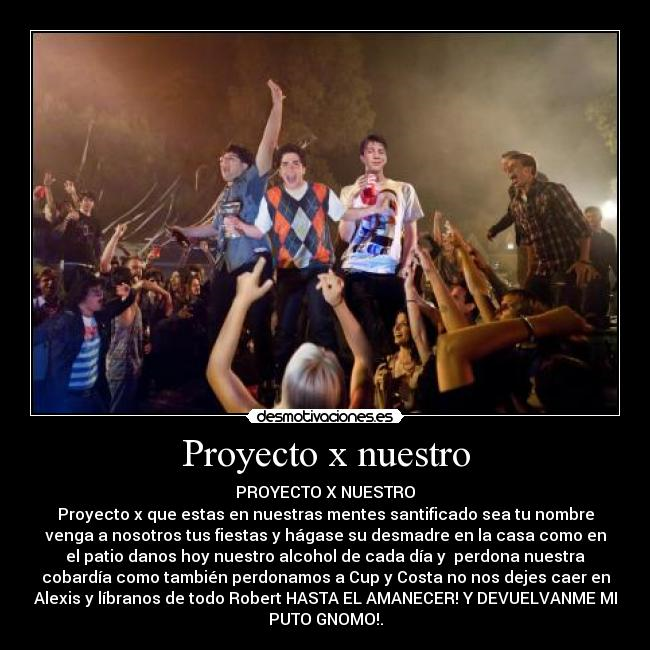 desmotivaciones.es
Proyecto x nuestro
PROYECTO X NUESTRO
Proyecto x que estas en nuestras mentes santificado sea tu nombre
venga a nosotros tus fiestas y hágase su desmadre en la casa como en
el patio danos hoy nuestro alcohol de cada día y  perdona nuestra
cobardía como también perdonamos a Cup y Costa no nos dejes caer en
Alexis y líbranos de todo Robert HASTA EL AMANECER! Y DEVUELVANME MI
PUTO GNOMO!.